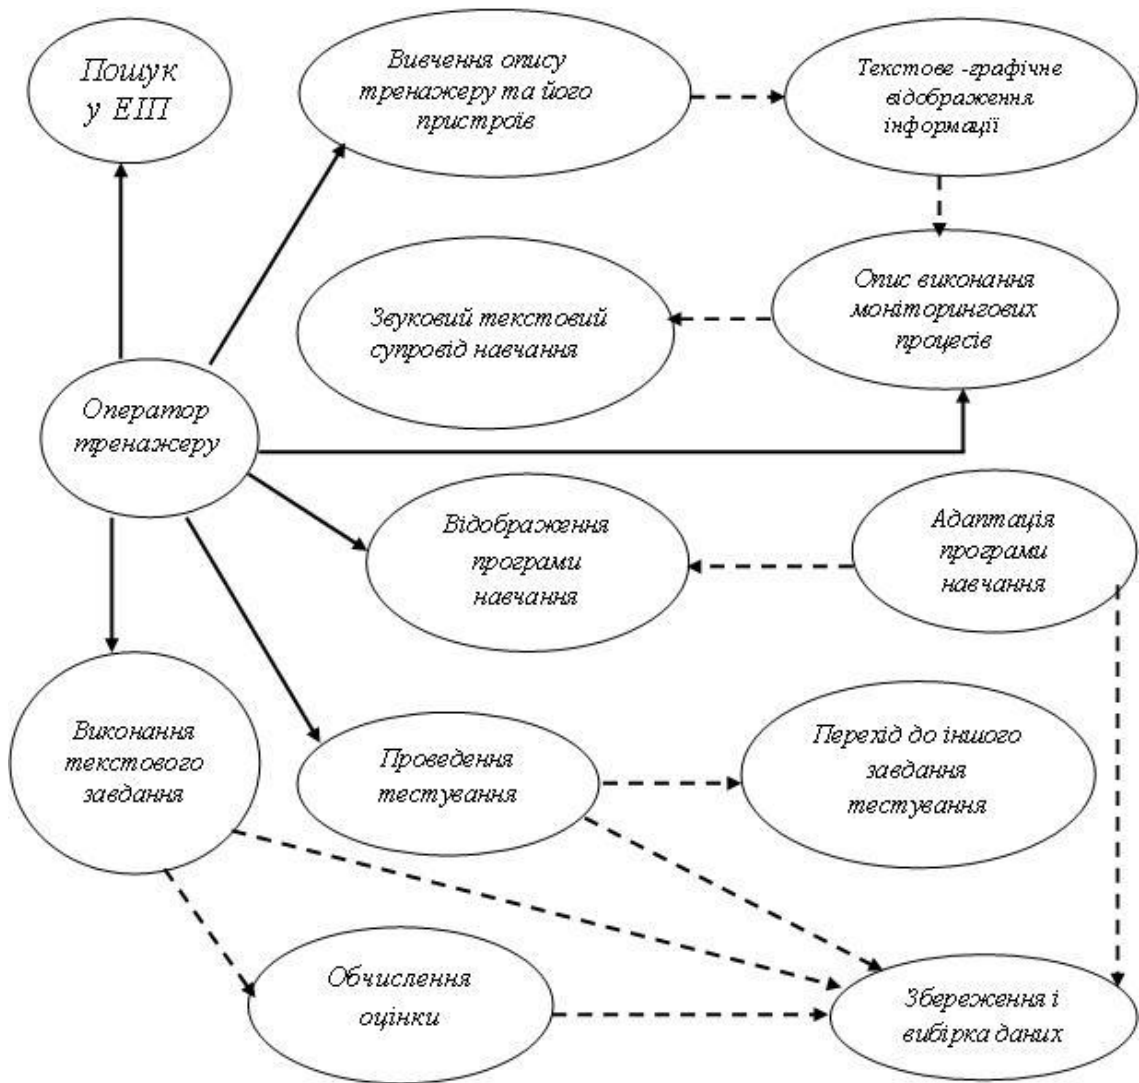 Пошук
у ЕІП
Вивчення опису
тренажеру та його
пристроїв
Текстове -графічне
відображення
інформації
Звуковий текстовий
супровід навчання
Опис виконання
моніторингових
процесів
Оператор
тренажеру
Відображення
програми
навчання
Адаптація
програми
навчання
Виконання
текстового
завдання
Проведення
тестування
Перехід до іншого
завдання
тестування
Обчислення
оцінки
Збереження і
вибірка даних